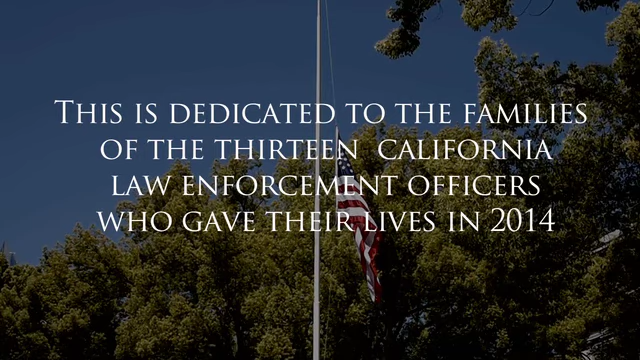 This is dedicated to the families
of the thirteen california
law enforcement officers
who gave their lives in 2014